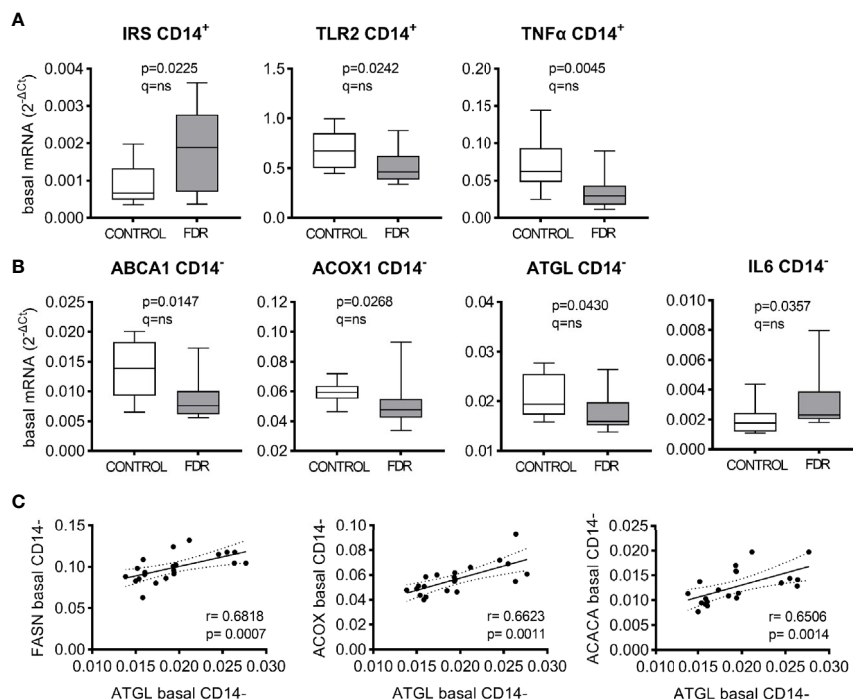 A
IRS CD14+
TLR2 CD14+
TNFα CD14+
basal mRNA (2-ΔCt)
0.004
0.003
0.002
0.001
0.000
p=0.0225
q=ns
CONTROL FDR
1.5
1.0
0.5
0.0
p=0.0242
q=ns
CONTROL FDR
0.20
0.15
0.10
0.05
0.00
p=0.0045
q=ns
CONTROL FDR
B
ABCA1 CD14-
ACOX1 CD14-
ATGL CD14-
IL6 CD14-
basal mRNA (2-ΔCt)
0.025
0.020
0.015
0.010
0.005
0.000
p=0.0147
q=ns
CONTROL FDR
0.12
0.10
0.08
0.06
0.04
0.02
0.00
p=0.0268
q=ns
CONTROL FDR
0.04
0.03
0.02
0.01
p=0.0430
q=ns
CONTROL FDR
0.010
0.008
0.006
0.004
0.002
0.000
p=0.0357
q=ns
CONTROL FDR
C
FASN basal CD14-
0.15
0.10
0.05
0.00
r= 0.6818
p= 0.0007
0.010 0.015 0.020 0.025 0.030
ATGL basal CD14-
ACOX basal CD14-
0.10
0.08
0.06
0.04
0.02
0.00
r= 0.6623
p= 0.0011
0.010 0.015 0.020 0.025 0.030
ATGL basal CD14-
ACACA basal CD14-
0.025
0.020
0.015
0.010
0.005
0.000
r= 0.6506
p= 0.0014
0.010 0.015 0.020 0.025 0.030
ATGL basal CD14-